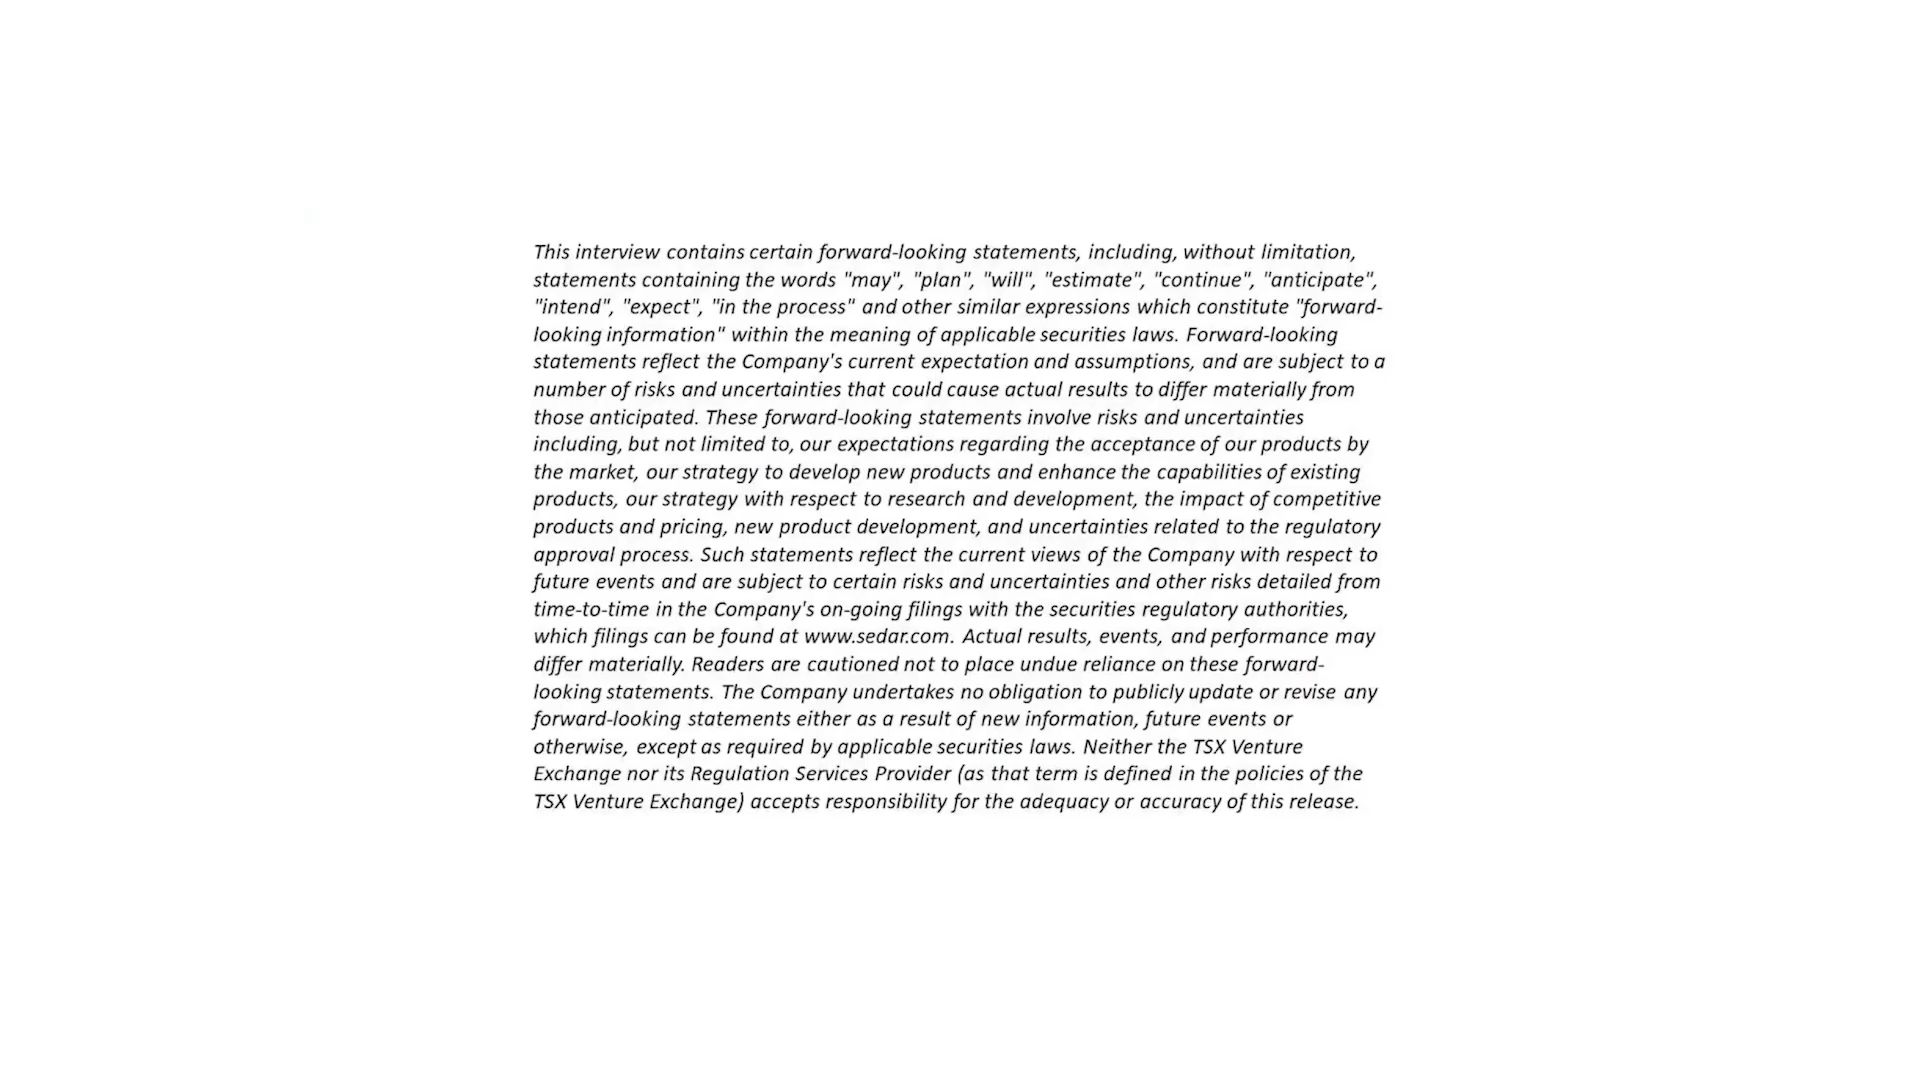 This interview contains certain forward-looking statements, including, without limitation,
statements containing the words "may", "plan", "will", "estimate", "continue", "anticipate",
"intend", "expect", "in the process" and other similar expressions which constitute "forward-
looking information" within the meaning of applicable securities laws. Forward-looking
statements reflect the Company's current expectation and assumptions, and are subject to a
number of risks and uncertainties that could cause actual results to differ materially from
those anticipated. These forward-looking statements involve risks and uncertainties
including, but not limited to, our expectations regarding the acceptance of our products by
the market, our strategy to develop new products and enhance the capabilities of existing
products, our strategy with respect to research and development, the impact of competitive
products and pricing, new product development, and uncertainties related to the regulatory
approval process. Such statements reflect the current views of the Company with respect to
future events and are subject to certain risks and uncertainties and other risks detailed from
time-to-time in the Company's on-going filings with the securities regulatory authorities,
which filings can be found at www.sedar.com. Actual results, events, and performance may
differ materially. Readers are cautioned not to place undue reliance on these forward-
looking statements. The Company undertakes no obligation to publicly update or revise any
forward-looking statements either as a result of new information, future events or
otherwise, except as required by applicable securities laws. Neither the TSX Venture
Exchange nor its Regulation Services Provider (as that term is defined in the policies of the
TSX Venture Exchange) accepts responsibility for the adequacy or accuracy of this release.